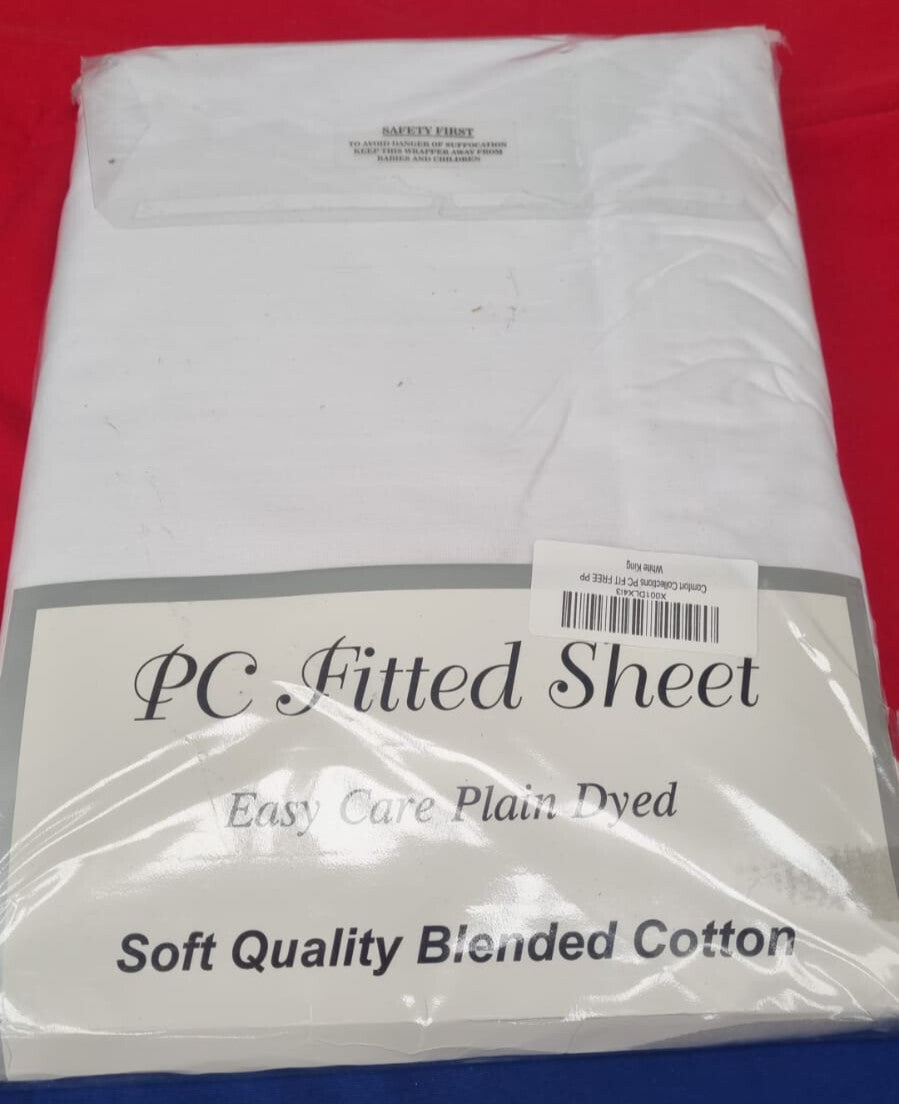 SAFETY FIRST
TO AVOID DANGER OF SUFFOCATION
KEEP THIS WRAPPER AWAY FROM
BABIES AND CHILDREN
X001DLX4I3
Comfort Collections PC FIT FREE PP
White King
PC Fitted Sheet
Easy Care Plain Dyed
Soft Quality Blended Cotton